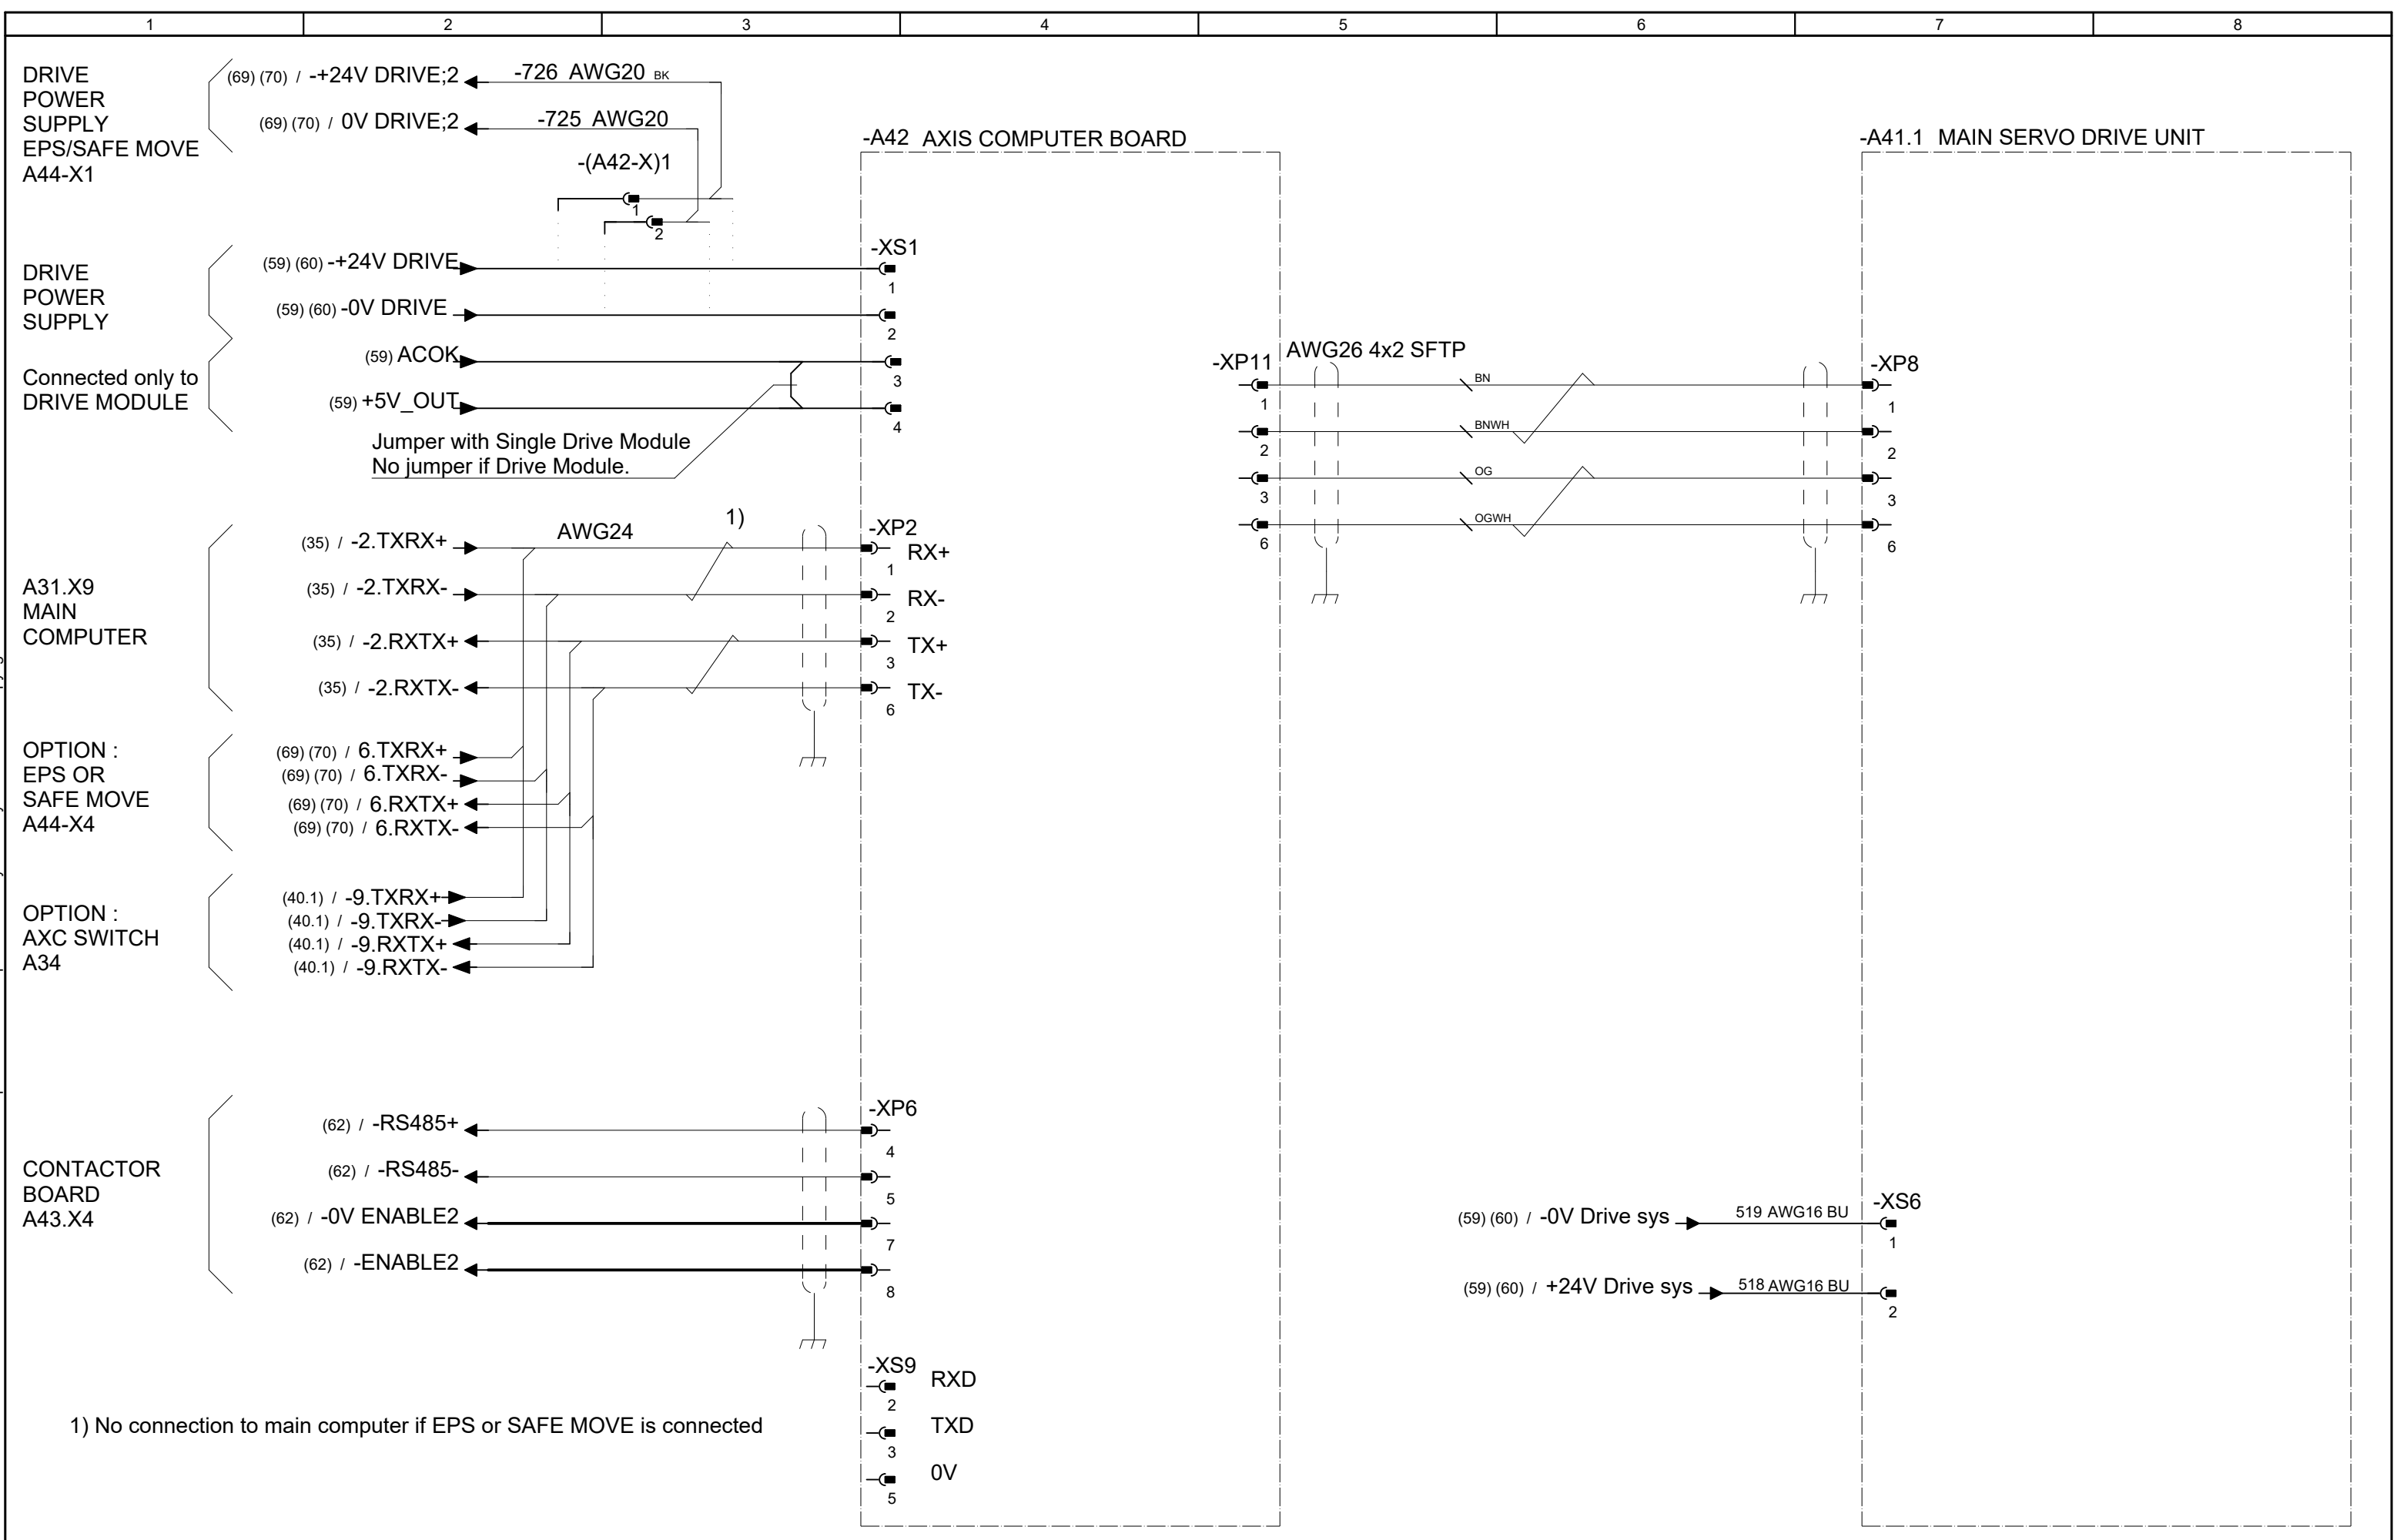 1 2 3 4 5 6 7 8
DRIVE
POWER
SUPPLY
EPS/SAFE MOVE
A44-X1
(69) (70) / -+24V DRIVE;2
-726 AWG20 BK
(69) (70) / 0V DRIVE;2
-725 AWG20
-(A42-X)1
1
2
DRIVE
POWER
SUPPLY
(59) (60) -+24V DRIVE
(59) (60) -0V DRIVE
Connected only to
DRIVE MODULE
(59) ACOK
(59) +5V_OUT
Jumper with Single Drive Module
No jumper if Drive Module.
A31.X9
MAIN
COMPUTER
(35) / -2.TXRX+
(35) / -2.TXRX-
(35) / -2.RXTX+
(35) / -2.RXTX-
AWG24
1)
OPTION :
EPS OR
SAFE MOVE
A44-X4
(69) (70) / 6.TXRX+
(69) (70) / 6.TXRX-
(69) (70) / 6.RXTX+
(69) (70) / 6.RXTX-
OPTION :
AXC SWITCH
A34
(40.1) / -9.TXRX+
(40.1) / -9.TXRX-
(40.1) / -9.RXTX+
(40.1) / -9.RXTX-
CONTACTOR
BOARD
A43.X4
(62) / -RS485+
(62) / -RS485-
(62) / -0V ENABLE2
(62) / -ENABLE2
1) No connection to main computer if EPS or SAFE MOVE is connected
-A42 AXIS COMPUTER BOARD
-XS1
1
2
3
4
-XP2
RX+
1
RX-
2
TX+
3
TX-
6
-XP6
4
5
7
8
-XS9
RXD
2
TXD
3
0V
5
-XP11
AWG26 4x2 SFTP
1
BN
2
BNWH
3
OG
6
OGWH
-A41.1 MAIN SERVO DRIVE UNIT
-XP8
1
2
3
6
(59) (60) / -0V Drive sys
519 AWG16 BU
-XS6
1
(59) (60) / +24V Drive sys
518 AWG16 BU
2